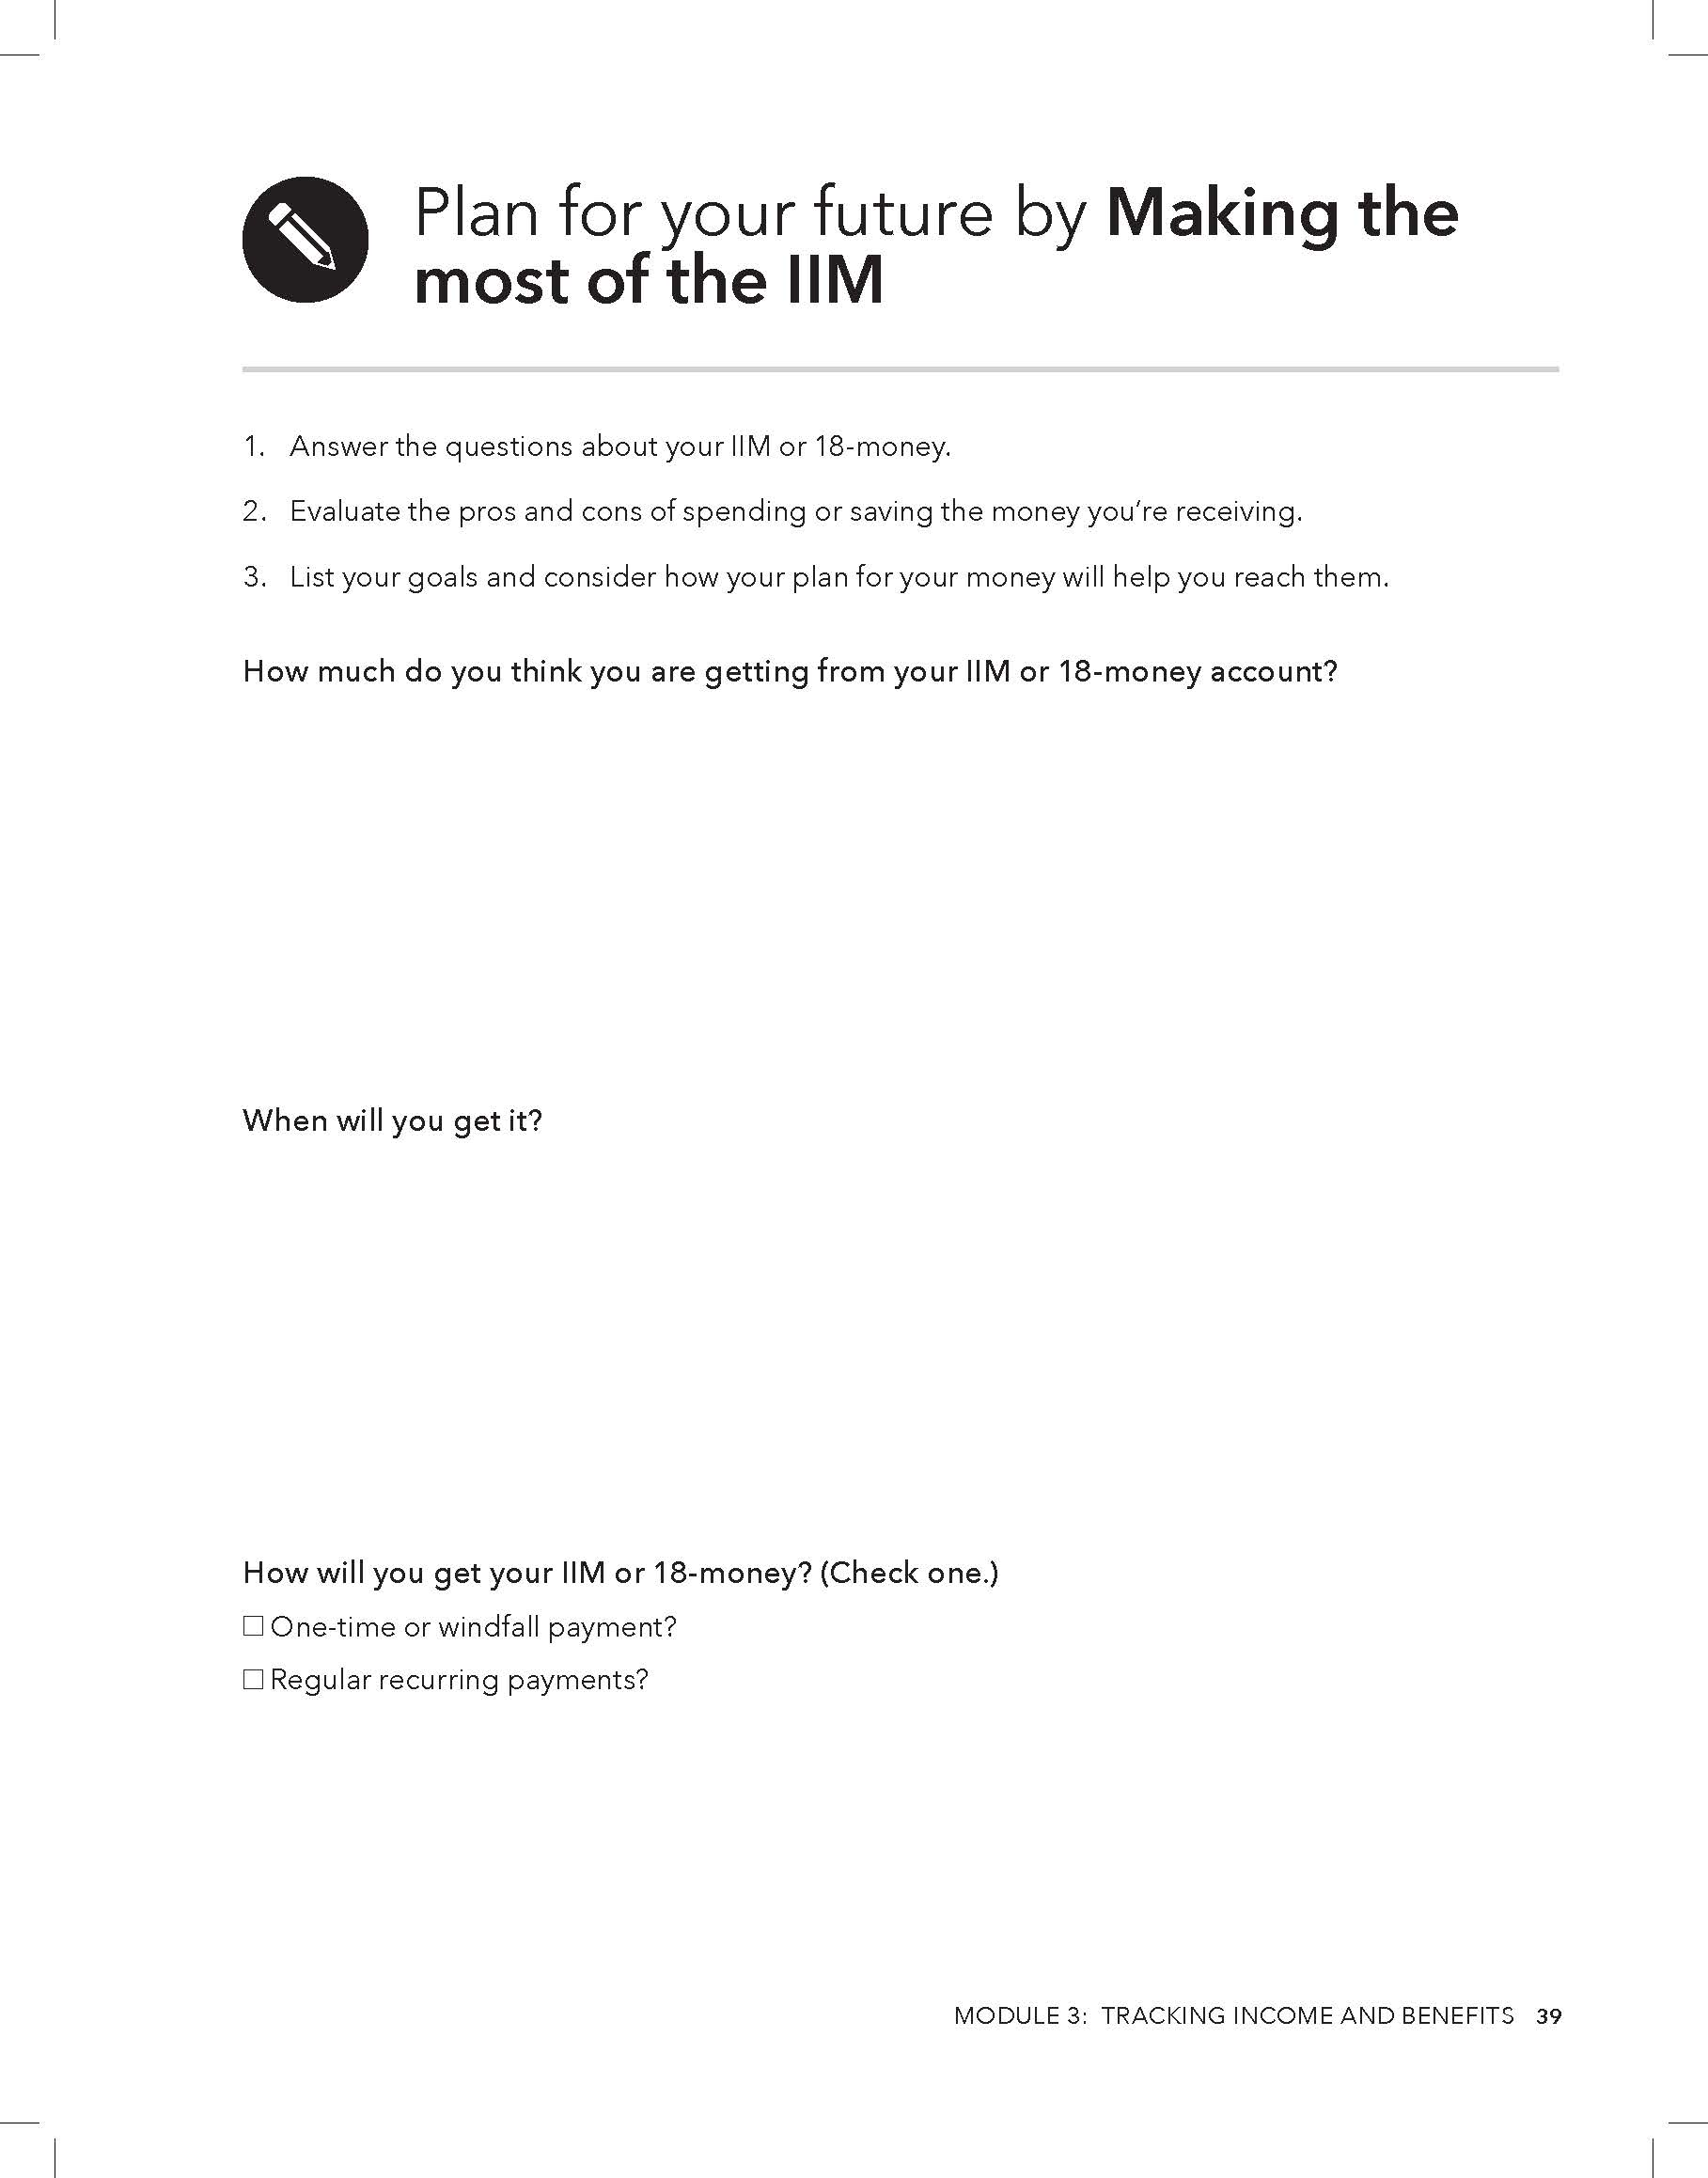 Plan for your future by Making the
most of the IIM
1. Answer the questions about your IIM or 18-money.
2. Evaluate the pros and cons of spending or saving the money you’re receiving.
3. List your goals and consider how your plan for your money will help you reach them.
How much do you think you are getting from your IIM or 18-money account?
When will you get it?
How will you get your IIM or 18-money? (Check one.)
☐ One-time or windfall payment?
☐ Regular recurring payments?
MODULE 3: TRACKING INCOME AND BENEFITS 39